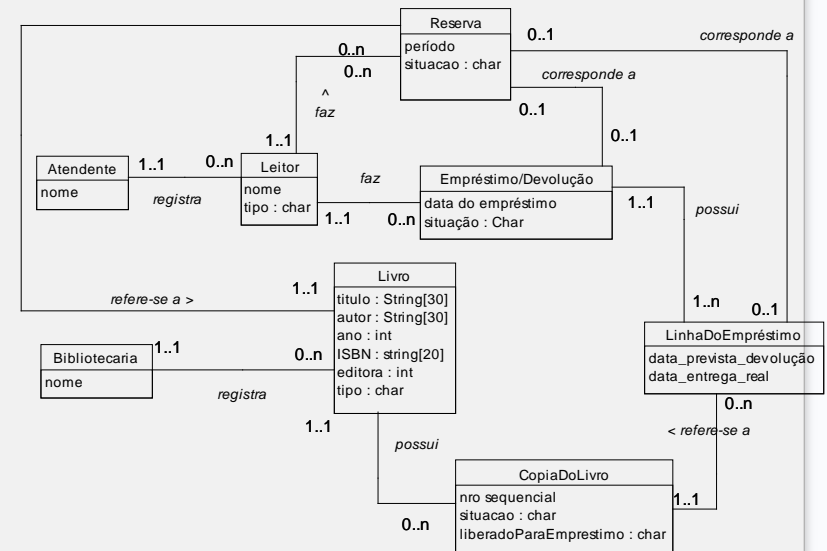 Reserva
0..1
corresponde a
período
situacao : char
0..n
0..n
corresponde a
^
faz
0..1
0..1
1..1
Atendente
nome
1..1
0..n
registra
Leitor
nome
tipo : char
faz
1..1
0..n
Empréstimo/Devolução
data do empréstimo
situação : Char
1..1
possui
refere-se a >
1..1
Livro
titulo : String[30]
autor : String[30]
ano : int
ISBN : string[20]
editora : int
tipo : char
1..n
0..1
LinhaDoEmpréstimo
data_prevista_devolução
data_entrega_real
Bibliotecaria
nome
1..1
0..n
registra
0..n
< refere-se a
1..1
possui
0..n
CopiaDoLivro
nro sequencial
situacao : char
liberadoParaEmprestimo : char
1..1